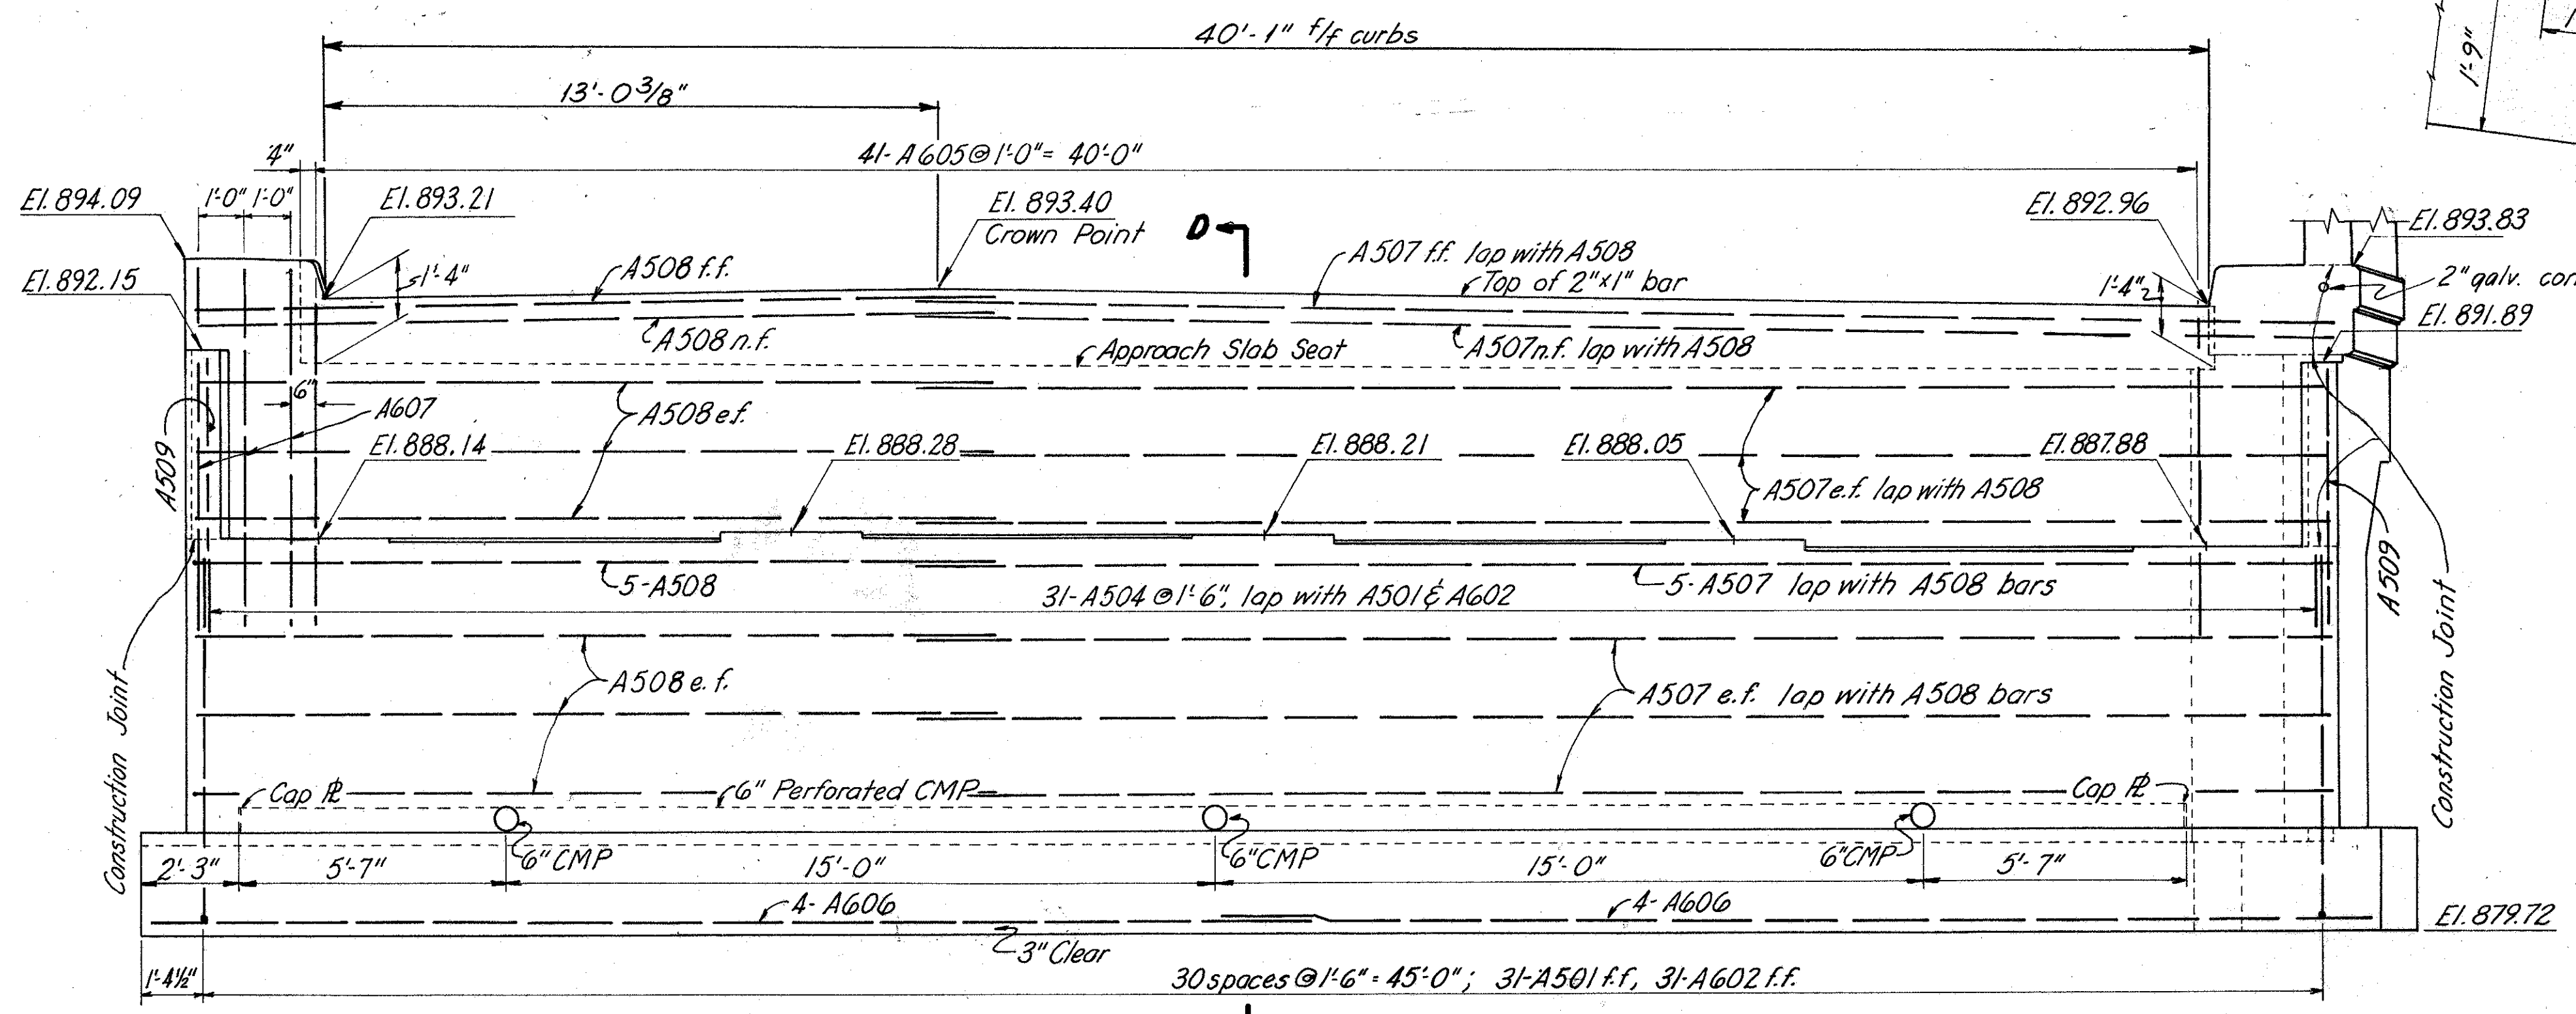 40'-1" f/f curbs
1'-9"
13'-0 3/8"
4"
41-A605@1'-0"= 40'-0"
El. 894.09
1'-0" 1'-0"
El. 893.21
El. 893.40
Crown Point
D
El. 892.96
El. 893.83
A507 f.f. lap with A508
Top of 2"x1" bar
A508 f.f.
1'-4"
1'-4"
El. 892.15
2" galv. con
El. 891.89
A508 n.f.
Approach Slab Seat
A507 n.f. lap with A508
6"
A607
A508 e.f.
A509
El. 888.14
El. 888.28
El. 888.21
El. 888.05
El. 887.88
A507 e.f. lap with A508
5-A508
31-A504 @ 1'-6", lap with A501 & A602
5-A507 lap with A508 bars
A509
Construction Joint
Construction Joint
A508 e.f.
A507 e.f. lap with A508 bars
Cap PL
6" Perforated CMP
Cap PL
6" CMP
6" CMP
6" CMP
2'-3"
5'-7"
15'-0"
15'-0"
5'-7"
4-A606
4-A606
El. 879.72
3" Clear
1'-4½"
30 spaces @ 1'-6" = 45'-0"; 31-A501 f.f., 31-A602 f.f.